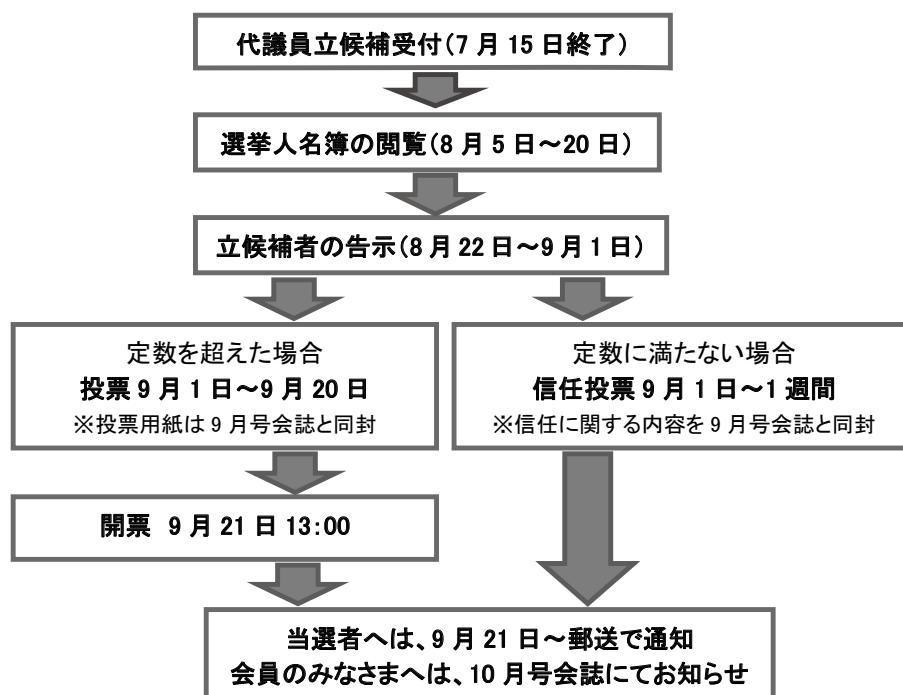 代議員立候補受付（7月15日終了）
選挙人名簿の閲覧（8月5日～20日）
立候補者の告示（8月22日～9月1日）
定数を超えた場合
投票9月1日～9月20日
※投票用紙は9月号会誌と同封
定数に満たない場合
信任投票9月1日～1週間
※信任に関する内容を9月号会誌と同封
開票 9月21日13:00
当選者へは、9月21日～郵送で通知
会員のみなさまへは、10月号会誌にてお知らせ